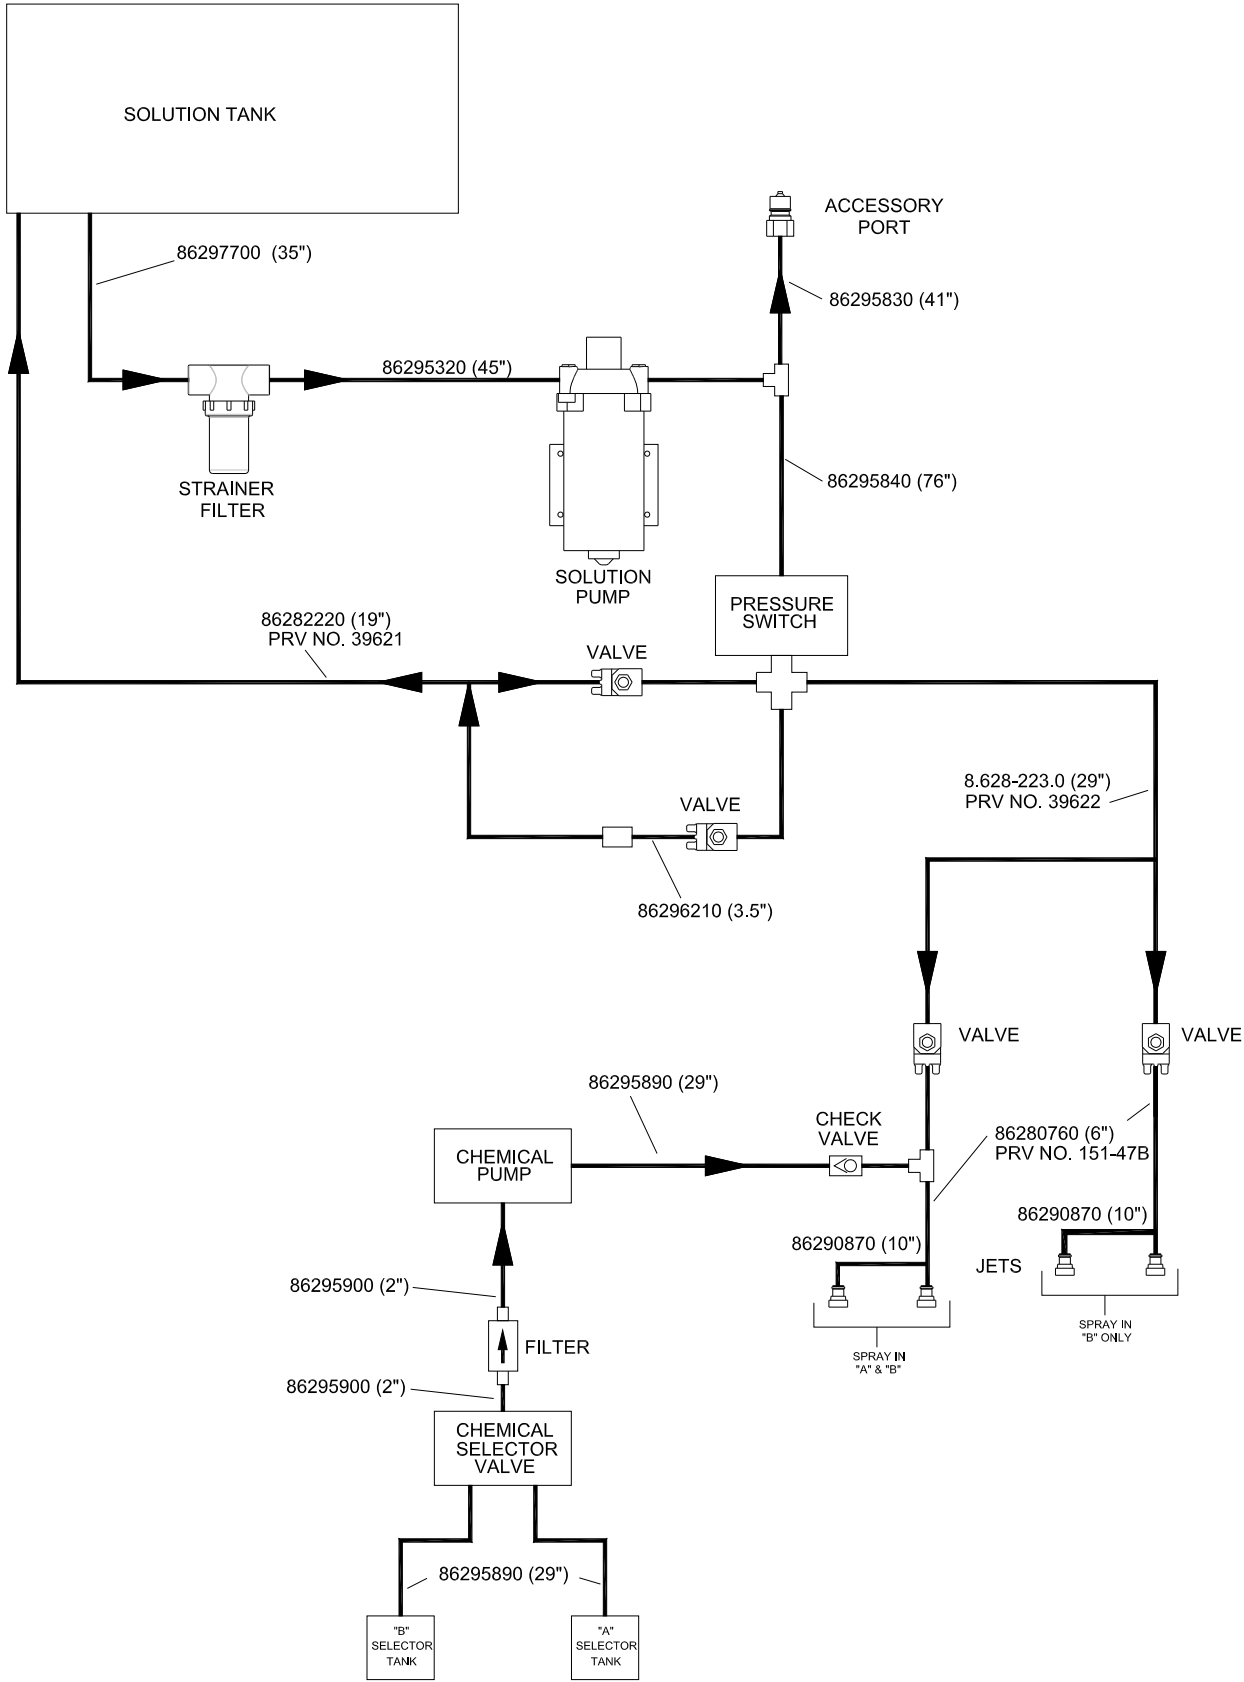 SOLUTION TANK
ACCESSORY
PORT
86297700 (35")
86295830 (41")
86295320 (45")
STRAINER
FILTER
86295840 (76")
SOLUTION
PUMP
PRESSURE
SWITCH
86282220 (19")
PRV NO. 39621
VALVE
8.628-223.0 (29")
PRV NO. 39622
VALVE
86296210 (3.5")
VALVE
VALVE
86295890 (29")
CHECK
VALVE
86280760 (6")
PRV NO. 151-47B
CHEMICAL
PUMP
86290870 (10")
86290870 (10")
JETS
86295900 (2")
SPRAY IN
"B" ONLY
FILTER
SPRAY IN
"A" & "B"
86295900 (2")
CHEMICAL
SELECTOR
VALVE
86295890 (29")
"B"
SELECTOR
TANK
"A"
SELECTOR
TANK